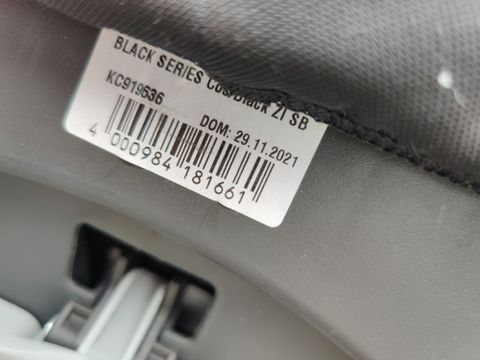 BLACK SERIES Cos/Black ZI SB
KC919636
DOM: 29.11.2021
4 000984 181661